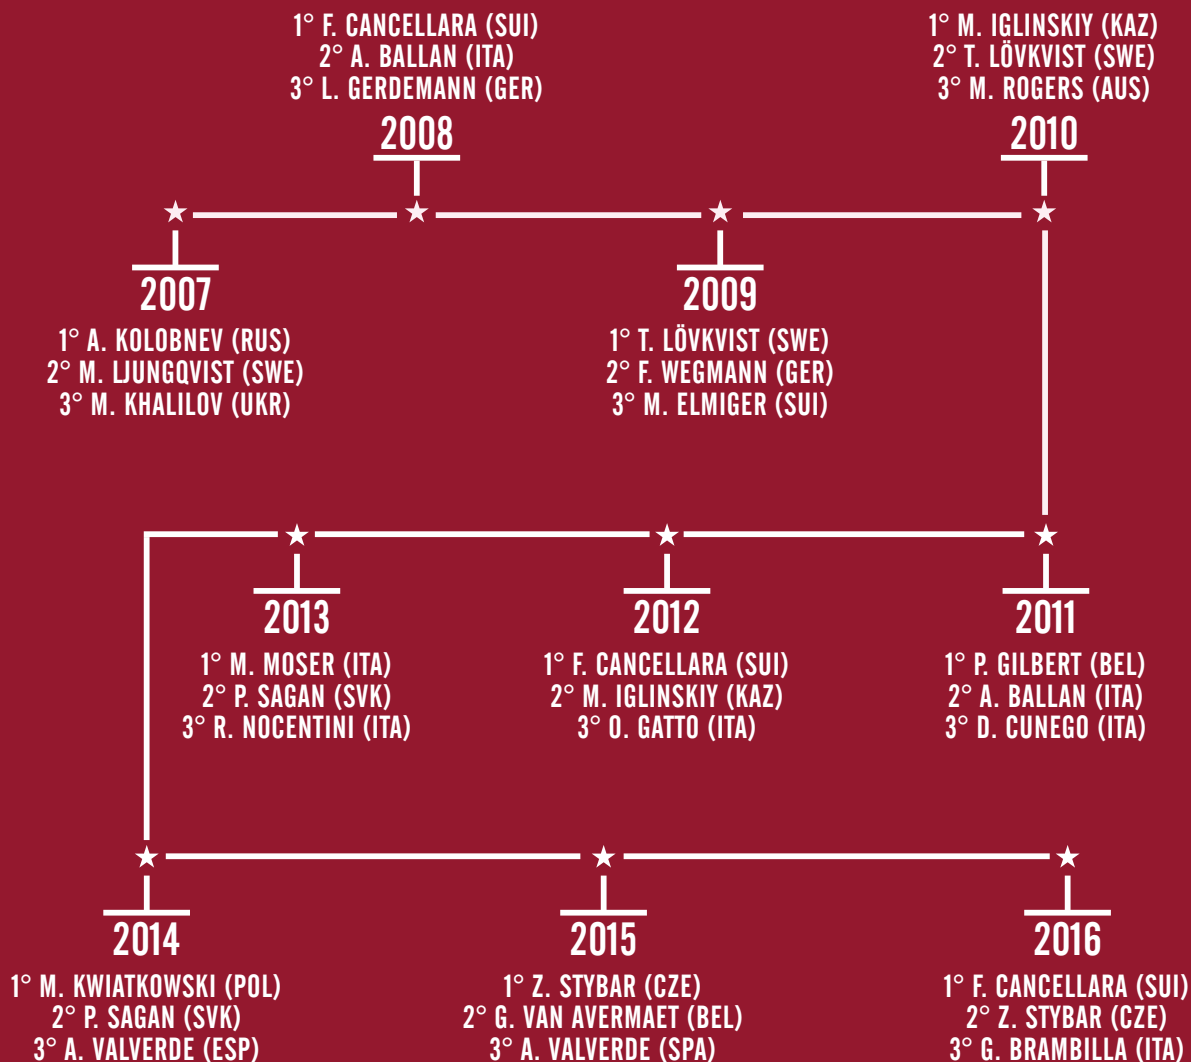 1° F. CANCELLARA (SUI)
2° A. BALLAN (ITA)
3° L. GERDEMANN (GER)
2008
1° M. IGLINSKIY (KAZ)
2° T. LÖVKVIST (SWE)
3° M. ROGERS (AUS)
2010
2007
1° A. KOLOBNEV (RUS)
2° M. LJUNGQVIST (SWE)
3° M. KHALILOV (UKR)
2009
1° T. LÖVKVIST (SWE)
2° F. WEGMANN (GER)
3° M. ELMIGER (SUI)
2013
1° M. MOSER (ITA)
2° P. SAGAN (SVK)
3° R. NOCENTINI (ITA)
2012
1° F. CANCELLARA (SUI)
2° M. IGLINSKIY (KAZ)
3° O. GATTO (ITA)
2011
1° P. GILBERT (BEL)
2° A. BALLAN (ITA)
3° D. CUNEGO (ITA)
2014
1° M. KWIATKOWSKI (POL)
2° P. SAGAN (SVK)
3° A. VALVERDE (ESP)
2015
1° Z. STYBAR (CZE)
2° G. VAN AVERMAET (BEL)
3° A. VALVERDE (SPA)
2016
1° F. CANCELLARA (SUI)
2° Z. STYBAR (CZE)
3° G. BRAMBILLA (ITA)